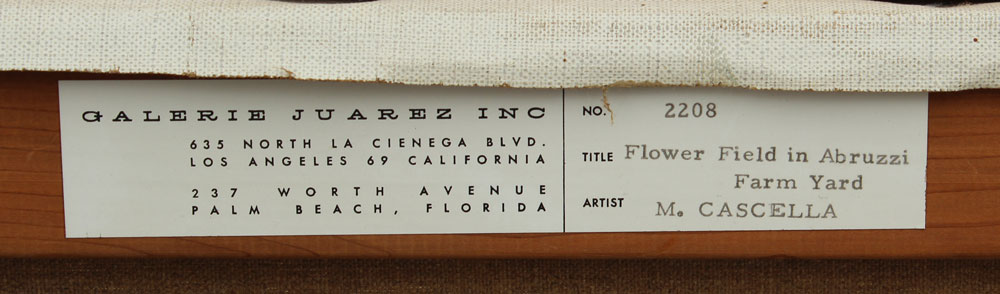 GALERIE JUAREZ INC
635 NORTH LA CIENEGA BLVD.
LOS ANGELES 69 CALIFORNIA
237 WORTH AVENUE
PALM BEACH, FLORIDA
NO. 2208
TITLE Flower Field in Abruzzi
Farm Yard
ARTIST M. CASCELLA